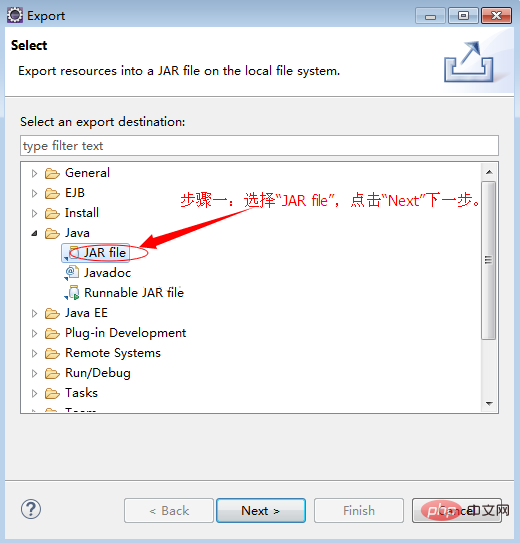 Export
Select
Export resources into a JAR file on the local file system.
Select an export destination:
type filter text
General
EJB
Install
步骤一：选择“JAR file”，点击“Next”下一步。
Java
JAR file
Javadoc
Runnable JAR file
Java EE
Plug-in Development
Remote Systems
Run/Debug
Tasks
Team
?
< Back
Next >
Finish
Cancel
php中文网